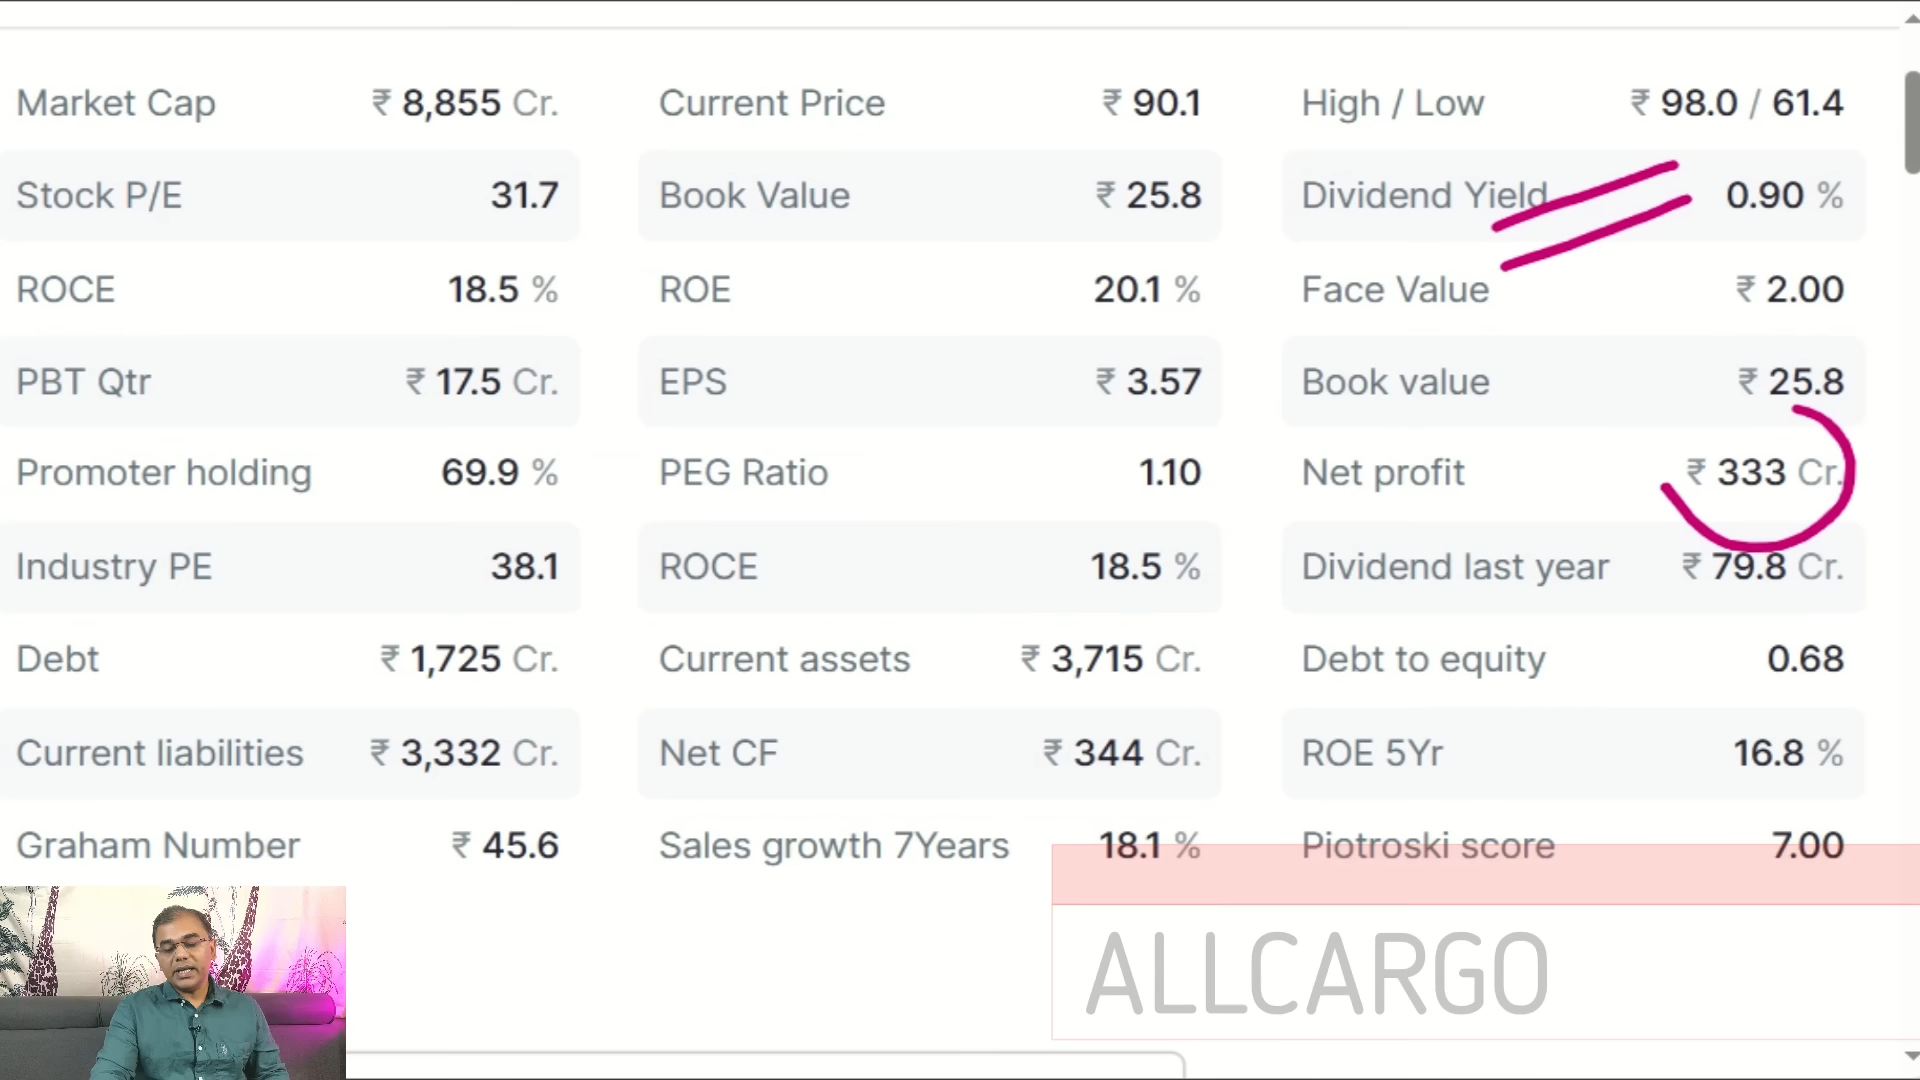 Market Cap ₹ 8,855 Cr. Current Price ₹ 90.1 High / Low ₹ 98.0 / 61.4
Stock P/E 31.7 Book Value ₹ 25.8 Dividend Yield 0.90 %
ROCE 18.5 % ROE 20.1 % Face Value ₹ 2.00
PBT Qtr ₹ 17.5 Cr. EPS ₹ 3.57 Book value ₹ 25.8
Promoter holding 69.9 % PEG Ratio 1.10 Net profit ₹ 333 Cr.
Industry PE 38.1 ROCE 18.5 % Dividend last year ₹ 79.8 Cr.
Debt ₹ 1,725 Cr. Current assets ₹ 3,715 Cr. Debt to equity 0.68
Current liabilities ₹ 3,332 Cr. Net CF ₹ 344 Cr. ROE 5Yr 16.8 %
Graham Number ₹ 45.6 Sales growth 7Years 18.1 % Piotroski score 7.00
ALLCARGO